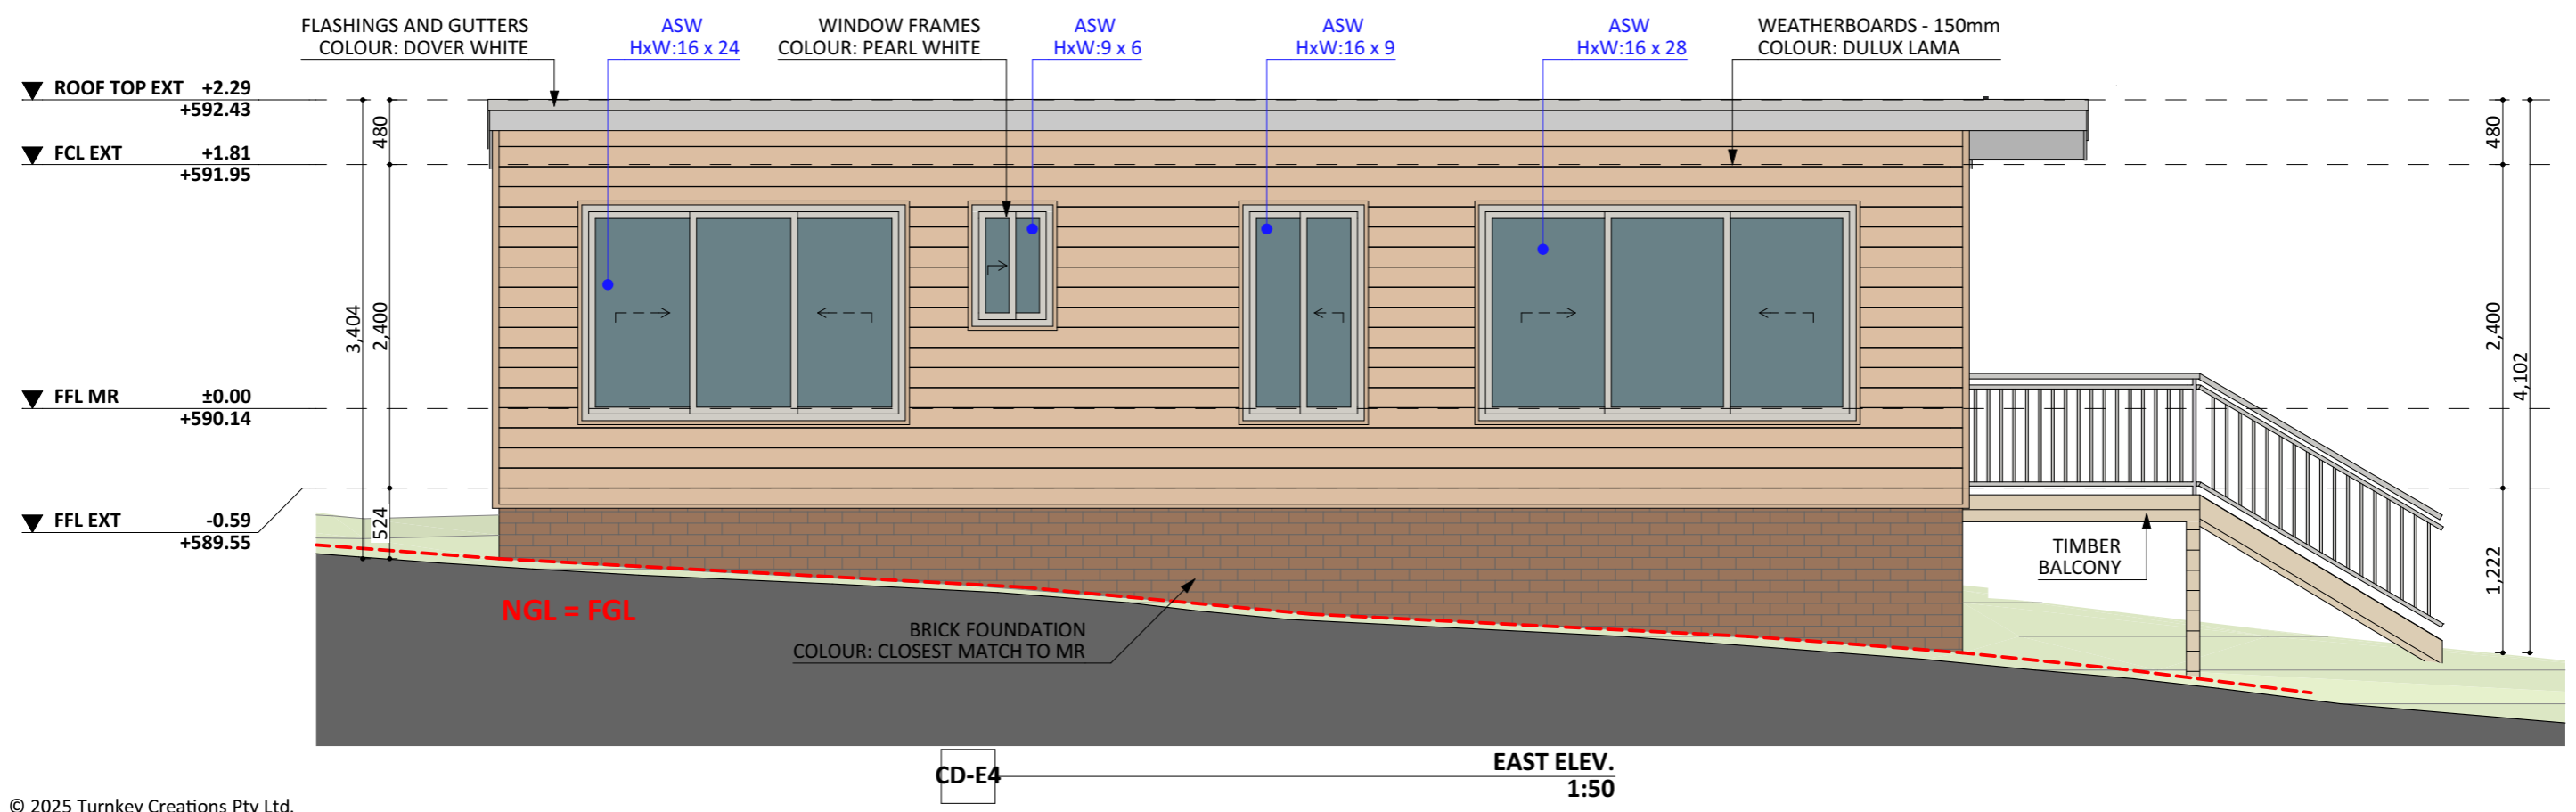 FLASHINGS AND GUTTERS
COLOUR: DOVER WHITE
ASW
HxW:16 x 24
WINDOW FRAMES
COLOUR: PEARL WHITE
ASW
HxW:9 x 6
ASW
HxW:16 x 9
ASW
HxW:16 x 28
WEATHERBOARDS - 150mm
COLOUR: DULUX LAMA
ROOF TOP EXT +2.29
+592.43
FCL EXT +1.81
+591.95
FFL MR ±0.00
+590.14
FFL EXT -0.59
+589.55
3,404
480
2,400
524
480
2,400
1,222
4,102
TIMBER
BALCONY
NGL = FGL
BRICK FOUNDATION
COLOUR: CLOSEST MATCH TO MR
CD-E4
EAST ELEV.
1:50
© 2025 Turnkey Creations Pty Ltd.